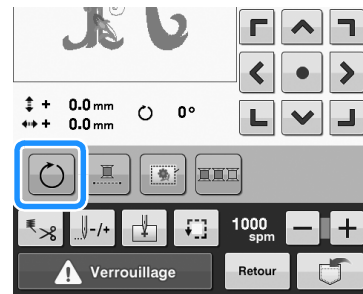 + 0.0 mm
+ 0.0 mm 0°
-/+
1000
spm
- +
Verrouillage
Retour